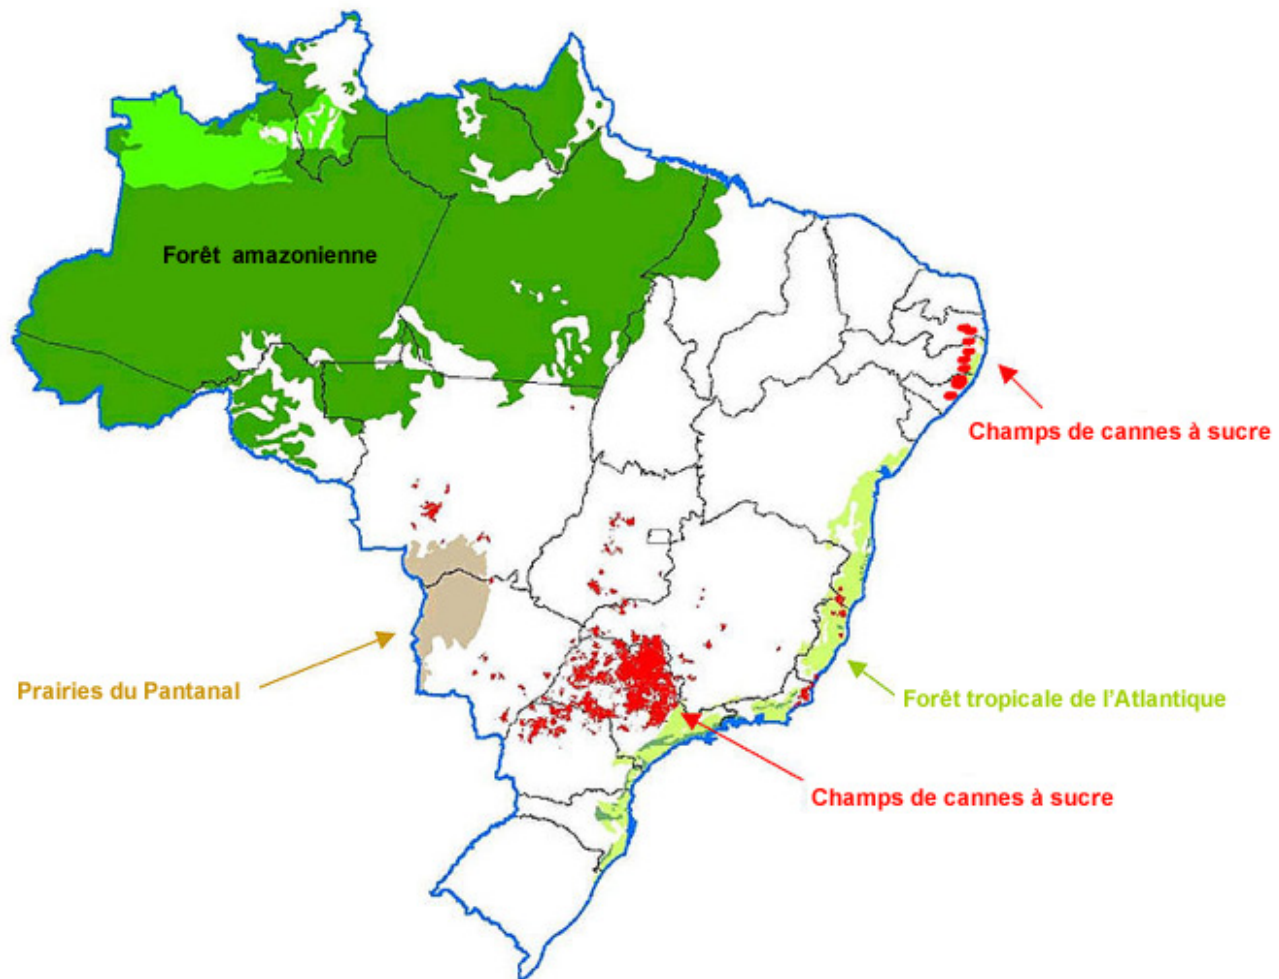 Forêt  amazonienne
Champs de cannes à sucre
Prairies du Pantanal
Forêt tropicale de l'Atlantique
Champs de cannes à sucre